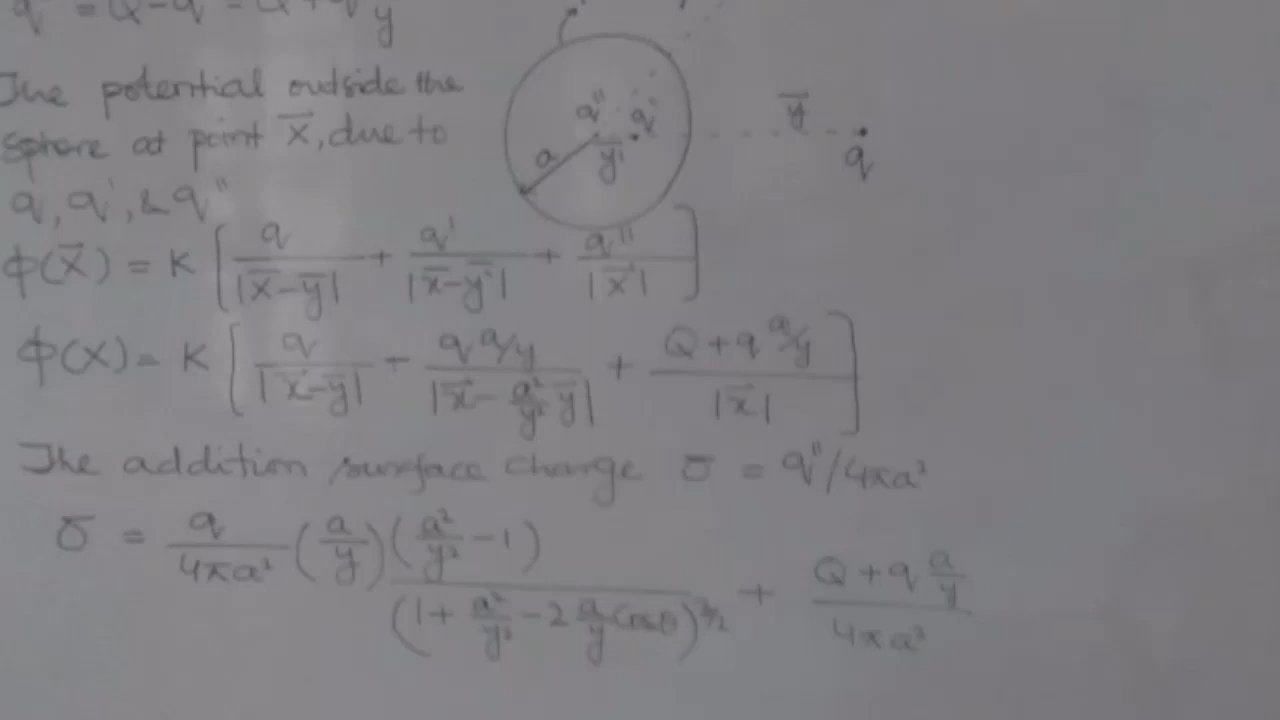 q'' = Q - q' = Q + q a/y
The potential outside the
sphere at point x⃗, due to
q, q', & q''
q'' q'
a y'
y⃗
q
Φ(x⃗) = K [ q / |x̄-ȳ| + q' / |x̄-ȳ'| + q'' / |x⃗| ]
Φ(x) = K [ q / |x⃗-ȳ| - q a/y / |x⃗ - a²/y² ȳ| + Q + q a/y / |x⃗| ]
The addition surface charge σ = q''/4πa²
σ = q / 4πa² (a/y) (a²/y² - 1) / (1 + a²/y² - 2 a/y cosθ)^3/2 + Q + q a/y / 4πa²